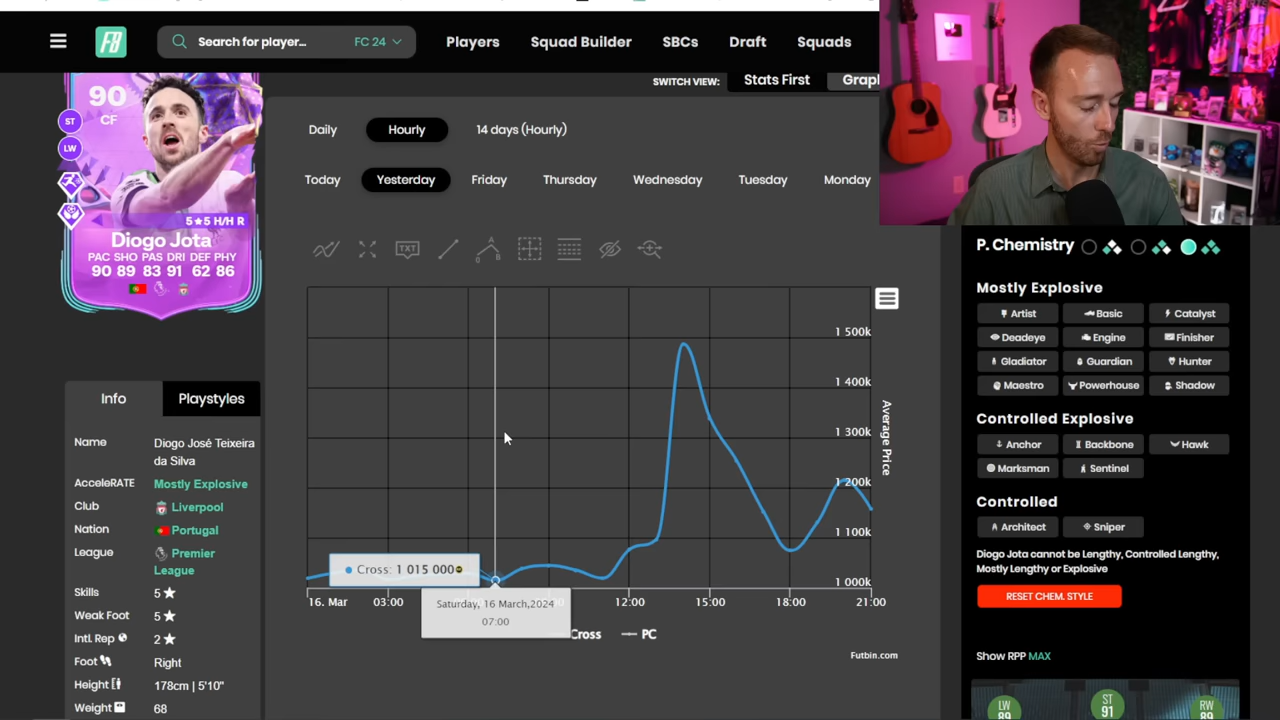 FB
Search for player...
FC 24
Players
Squad Builder
SBCs
Draft
Squads
SWITCH VIEW:
Stats First
Grap
90
CF
ST
LW
5★5 H/H R
Diogo Jota
PAC SHO PAS DRI DEF PHY
90 89 83 91 62 86
Info
Playstyles
Name
Diogo José Teixeira
da Silva
AcceleRATE
Mostly Explosive
Club
Liverpool
Nation
Portugal
League
Premier
League
Skills
5★
Weak Foot
5★
Intl. Rep
2★
Foot
Right
Height
178cm | 5'10"
Weight
68
Daily
Hourly
14 days (Hourly)
Today
Yesterday
Friday
Thursday
Wednesday
Tuesday
Monday
TXT
1 500k
1 400k
1 300k
1 200k
1 100k
1 000k
Average Price
Cross: 1 015 000
Saturday, 16 March,2024
07:00
16. Mar
03:00
12:00
15:00
18:00
21:00
Cross
PC
Futbin.com
P. Chemistry
Mostly Explosive
Artist
Basic
Catalyst
Deadeye
Engine
Finisher
Gladiator
Guardian
Hunter
Maestro
Powerhouse
Shadow
Controlled Explosive
Anchor
Backbone
Hawk
Marksman
Sentinel
Controlled
Architect
Sniper
Diogo Jota cannot be Lengthy, Controlled Lengthy,
Mostly Lengthy or Explosive
RESET CHEM. STYLE
Show RPP MAX
LW
89
ST
91
RW
89